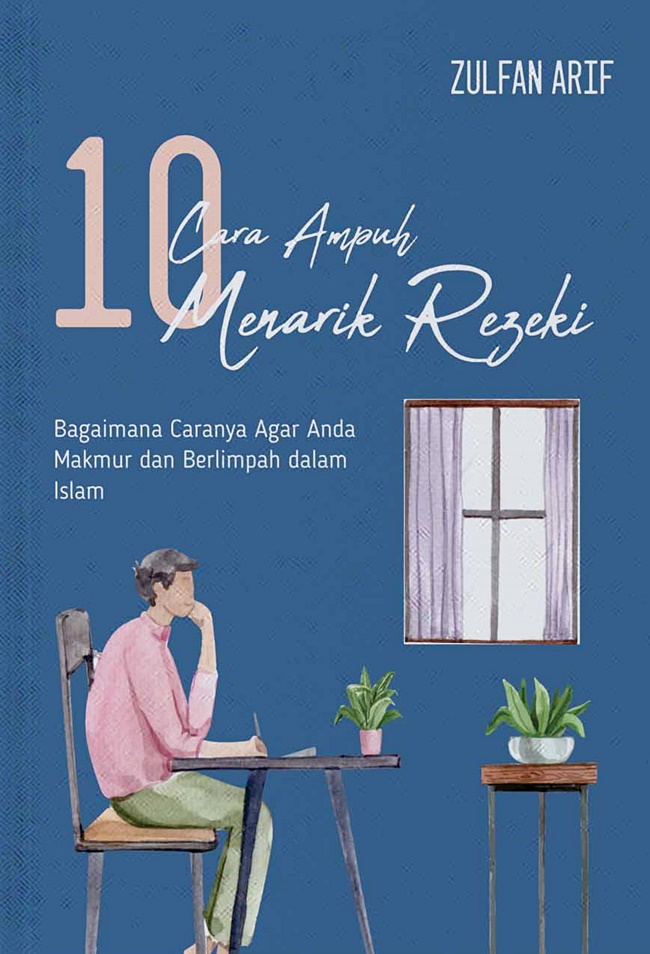 ZULFAN ARIF
10
Cara Ampuh
Menarik Rezeki
Bagaimana Caranya Agar Anda
Makmur dan Berlimpah dalam
Islam